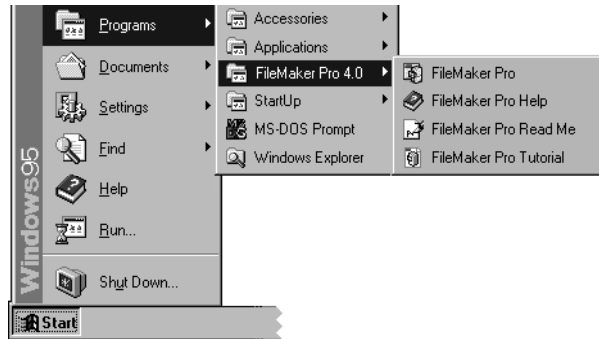 Programs
Documents
Settings
Find
Help
Run...
Shut Down...
Windows95
Start
Accessories
Applications
FileMaker Pro 4.0
StartUp
MS-DOS Prompt
Windows Explorer
FileMaker Pro
FileMaker Pro Help
FileMaker Pro Read Me
FileMaker Pro Tutorial